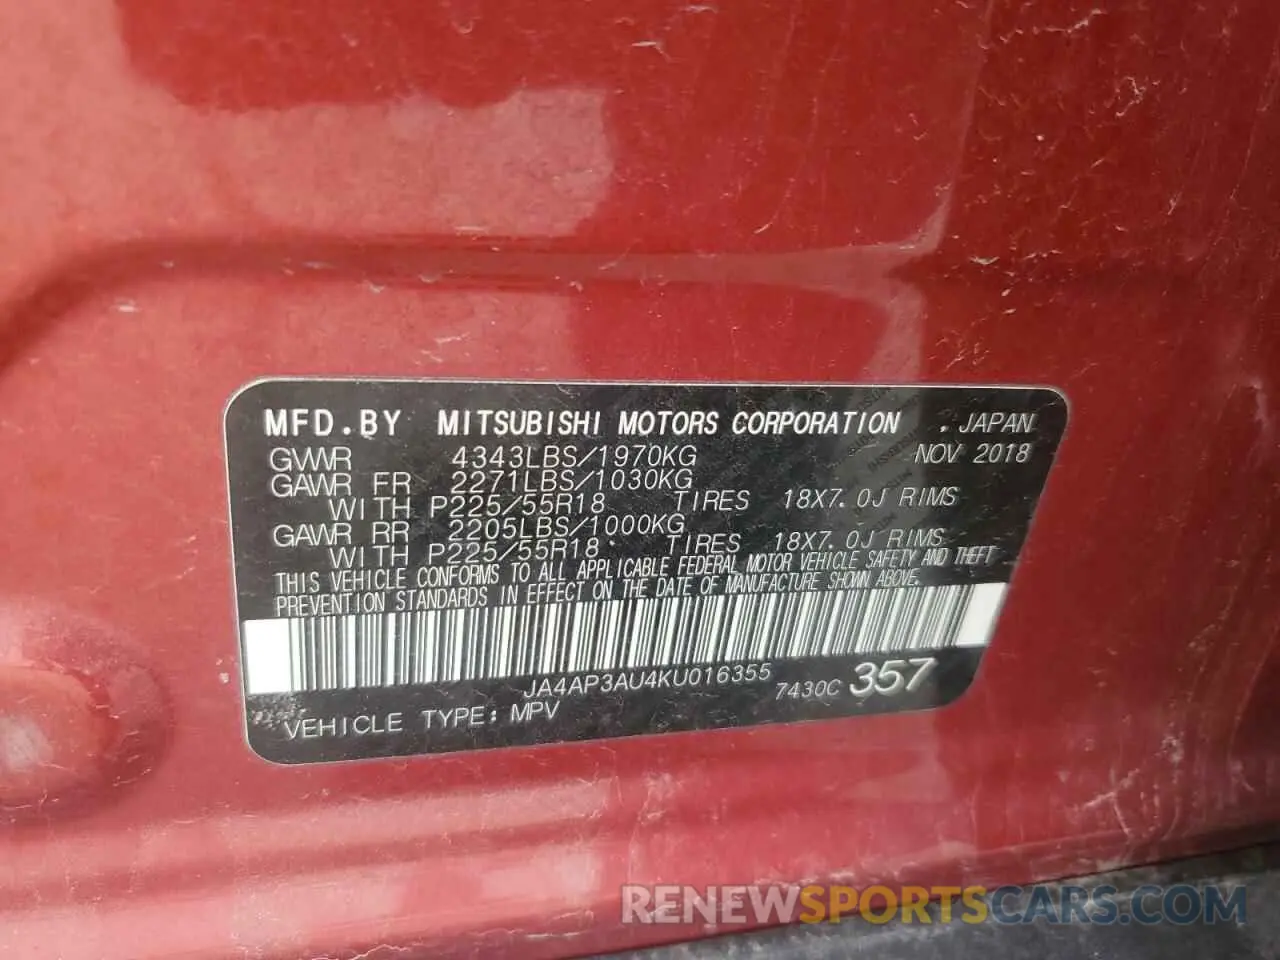 MFD.BY MITSUBISHI MOTORS CORPORATION . JAPAN
GVWR 4343LBS/1970KG NOV 2018
GAWR FR 2271LBS/1030KG
WITH P225/55R18 TIRES 18X7.0J RIMS
GAWR RR 2205LBS/1000KG
WITH P225/55R18 TIRES 18X7.0J RIMS
THIS VEHICLE CONFORMS TO ALL APPLICABLE FEDERAL MOTOR VEHICLE SAFETY AND THEFT
PREVENTION STANDARDS IN EFFECT ON THE DATE OF MANUFACTURE SHOWN ABOVE.
JA4AP3AU4KU016355 7430C 357
VEHICLE TYPE: MPV
RENEWSPORTSCARS.COM